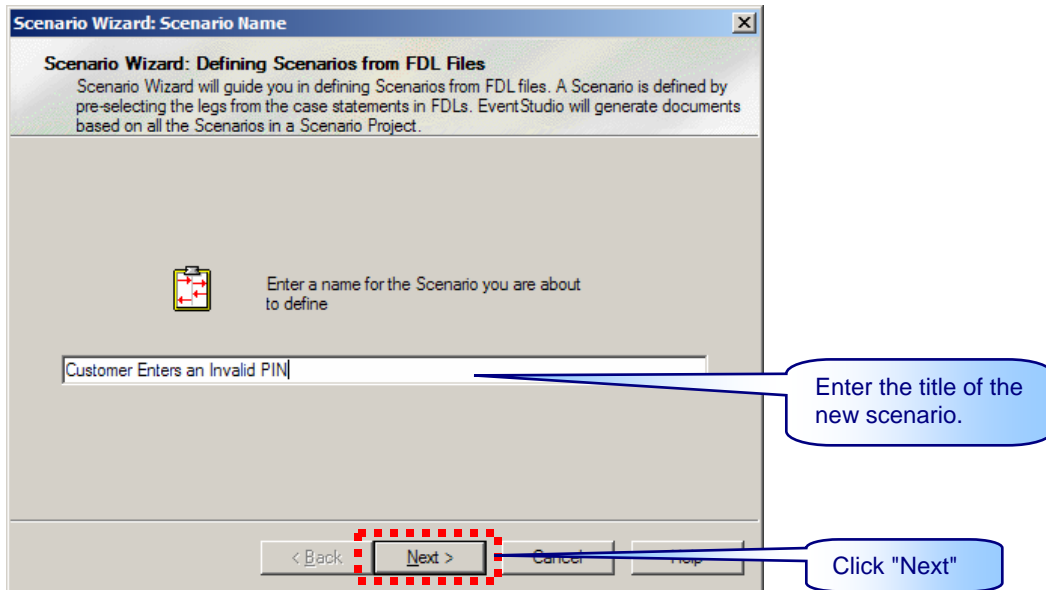 Scenario Wizard: Scenario Name
Scenario Wizard: Defining Scenarios from FDL Files
Scenario Wizard will guide you in defining Scenarios from FDL files. A Scenario is defined by
pre-selecting the legs from the case statements in FDLs. EventStudio will generate documents
based on all the Scenarios in a Scenario Project.
Enter a name for the Scenario you are about
to define
Customer Enters an Invalid PIN
Enter the title of the
new scenario.
< Back
Next >
Cancel
Help
Click "Next"